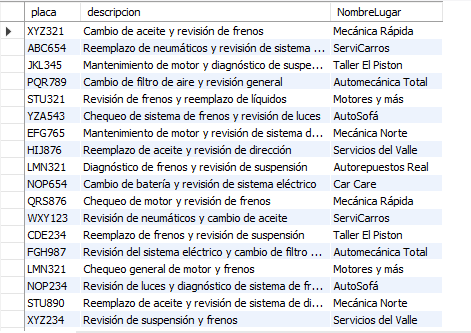 placa descripcion NombreLugar
XYZ321 Cambio de aceite y revisión de frenos Mecánica Rápida
ABC654 Reemplazo de neumáticos y revisión de sistema ... ServiCarros
JKL345 Mantenimiento de motor y diagnóstico de suspe... Taller El Piston
PQR789 Cambio de filtro de aire y revisión general Automecánica Total
STU321 Revisión de frenos y reemplazo de líquidos Motores y más
YZA543 Chequeo de sistema de frenos y revisión de luces AutoSofá
EFG765 Mantenimiento de motor y revisión de sistema d... Mecánica Norte
HIJ876 Reemplazo de aceite y revisión de dirección Servicios del Valle
LMN321 Diagnóstico de frenos y revisión de suspensión Autorepuestos Real
NOP654 Cambio de batería y revisión de sistema eléctrico Car Care
QRS876 Chequeo de motor y revisión de frenos Mecánica Rápida
WXY123 Revisión de neumáticos y cambio de aceite ServiCarros
CDE234 Reemplazo de frenos y revisión de suspensión Taller El Piston
FGH987 Revisión del sistema eléctrico y cambio de filtro ... Automecánica Total
LMN321 Chequeo general de motor y frenos Motores y más
NOP234 Revisión de luces y diagnóstico de sistema de fr... AutoSofá
STU890 Reemplazo de aceite y revisión de sistema de di... Mecánica Norte
XYZ234 Revisión de suspensión y frenos Servicios del Valle